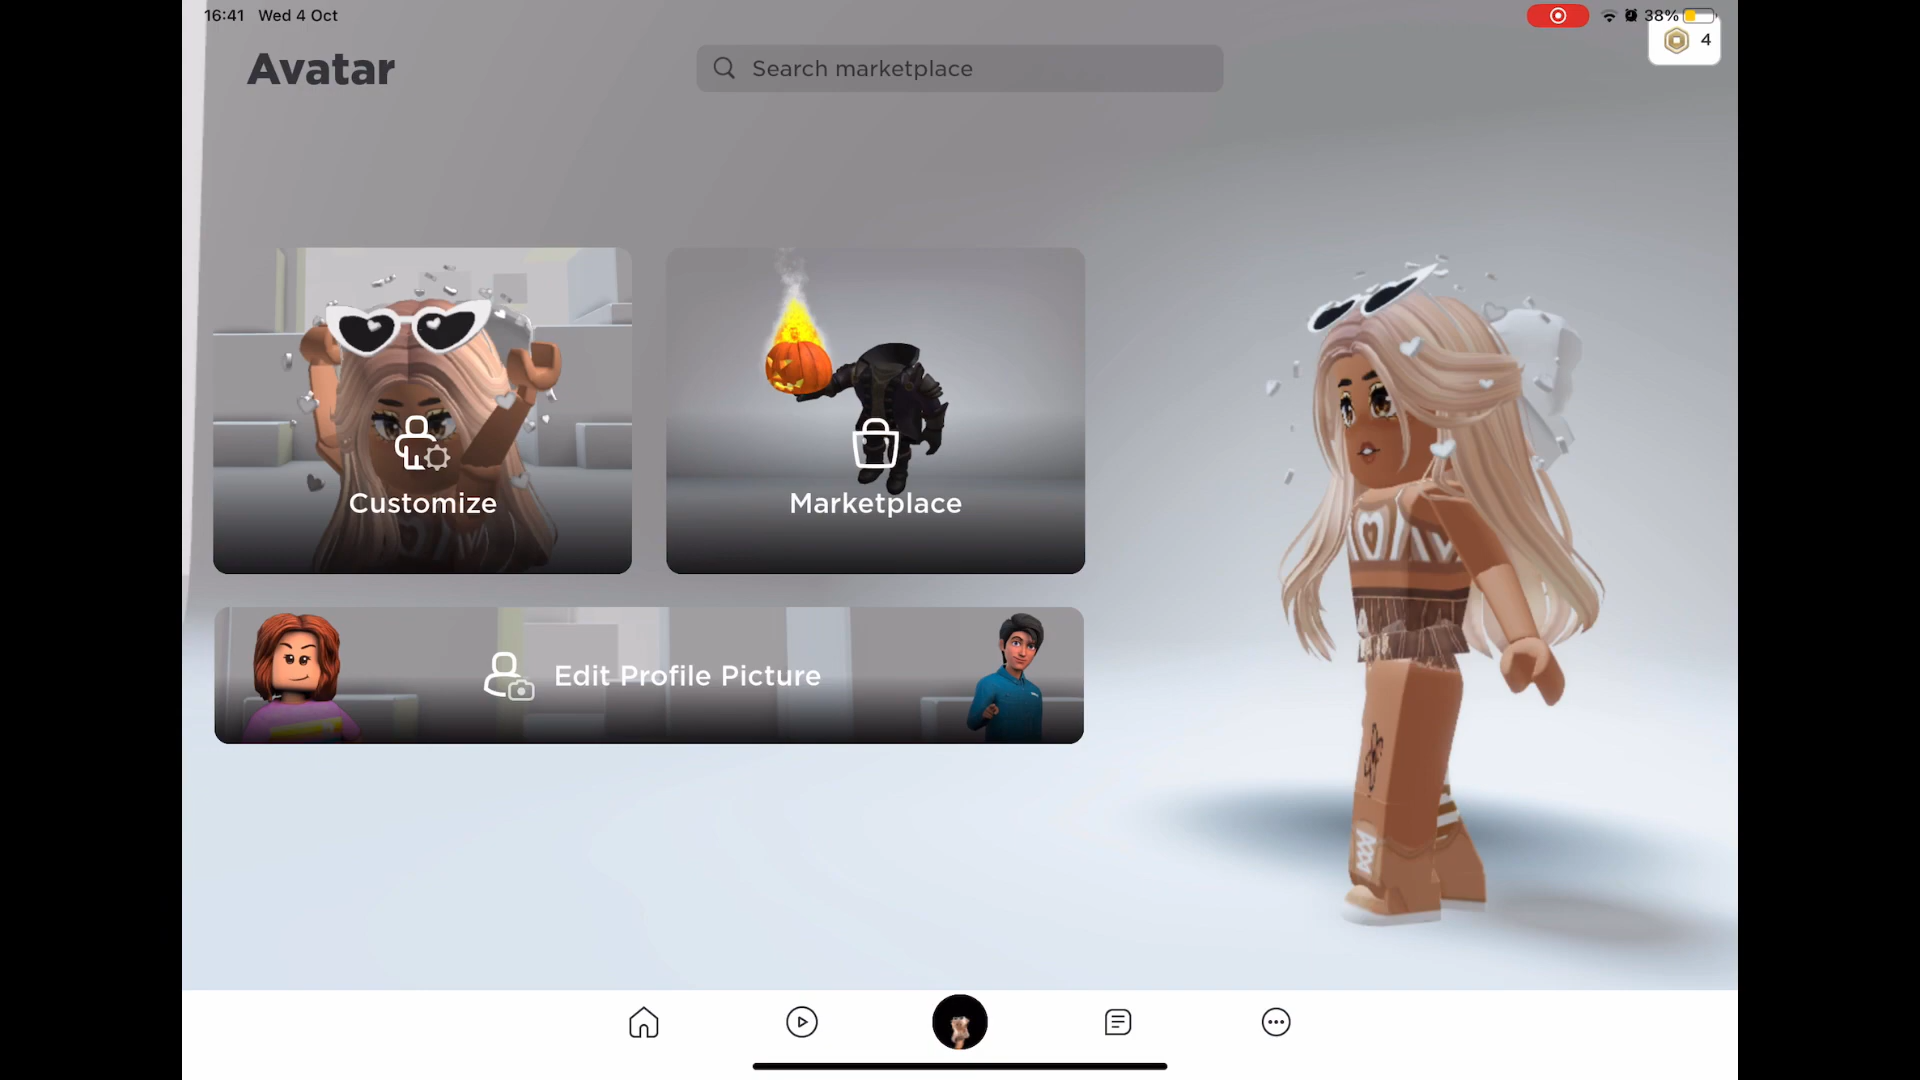 16:41 Wed 4 Oct
38%
4
Avatar
Search marketplace
Customize
Marketplace
Edit Profile Picture